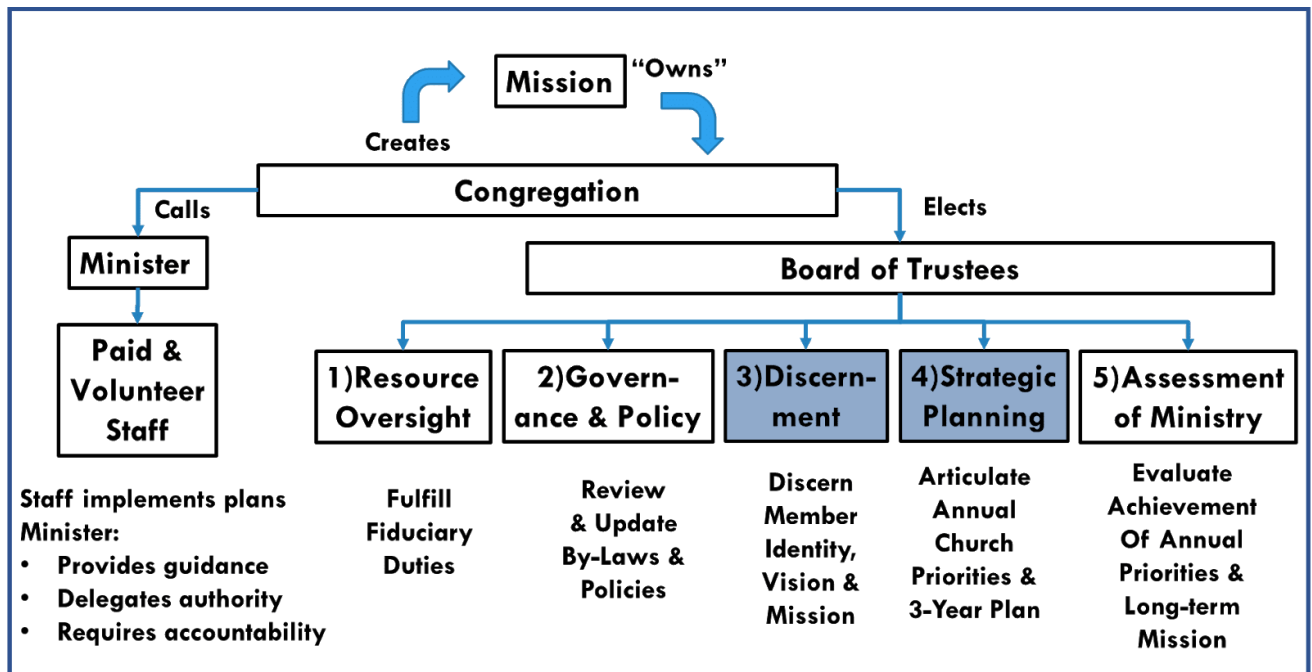 Mission
“Owns”
Creates
Congregation
Calls
Elects
Minister
Board of Trustees
Paid &
Volunteer
Staff
1)Resource
Oversight
2)Govern-
ance & Policy
3)Discern-
ment
4)Strategic
Planning
5)Assessment
of Ministry
Staff implements plans
Minister:
• Provides guidance
• Delegates authority
• Requires accountability
Fulfill
Fiduciary
Duties
Review
& Update
By-Laws &
Policies
Discern
Member
Identity,
Vision &
Mission
Articulate
Annual
Church
Priorities &
3-Year Plan
Evaluate
Achievement
Of Annual
Priorities &
Long-term
Mission